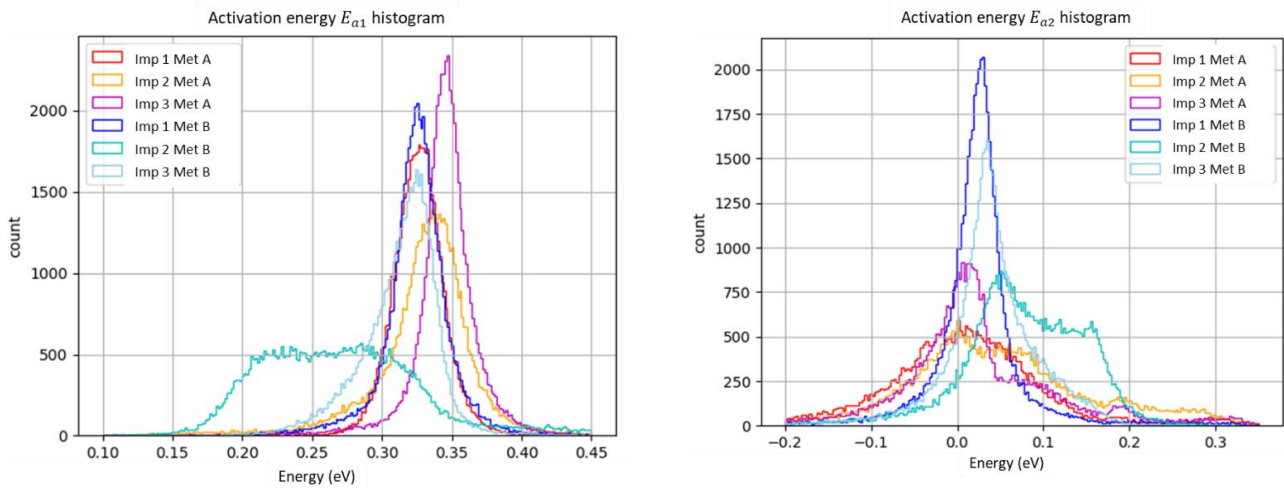 Activation energy E_{a1} histogram
2000
1500
1000
500
0
count
Imp 1 Met A
Imp 2 Met A
Imp 3 Met A
Imp 1 Met B
Imp 2 Met B
Imp 3 Met B
0.10 0.15 0.20 0.25 0.30 0.35 0.40 0.45
Energy (eV)
Activation energy E_{a2} histogram
2000
1750
1500
1250
1000
750
500
250
0
count
Imp 1 Met A
Imp 2 Met A
Imp 3 Met A
Imp 1 Met B
Imp 2 Met B
Imp 3 Met B
−0.2 −0.1 0.0 0.1 0.2 0.3
Energy (eV)